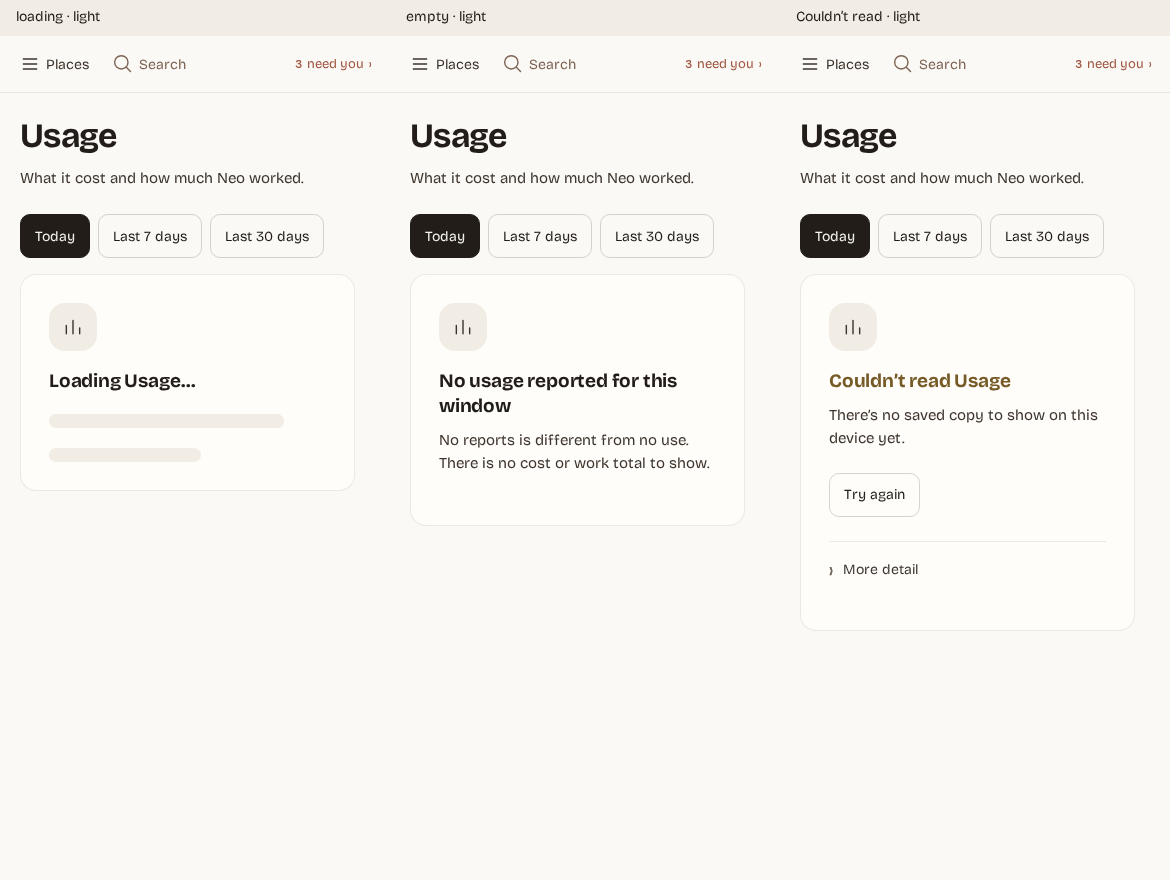 loading · light
Places
Search
3 need you ›
Usage
What it cost and how much Neo worked.
Today
Last 7 days
Last 30 days
Loading Usage…
empty · light
Places
Search
3 need you ›
Usage
What it cost and how much Neo worked.
Today
Last 7 days
Last 30 days
No usage reported for this
window
No reports is different from no use.
There is no cost or work total to show.
Couldn’t read · light
Places
Search
3 need you ›
Usage
What it cost and how much Neo worked.
Today
Last 7 days
Last 30 days
Couldn’t read Usage
There’s no saved copy to show on this
device yet.
Try again
› More detail